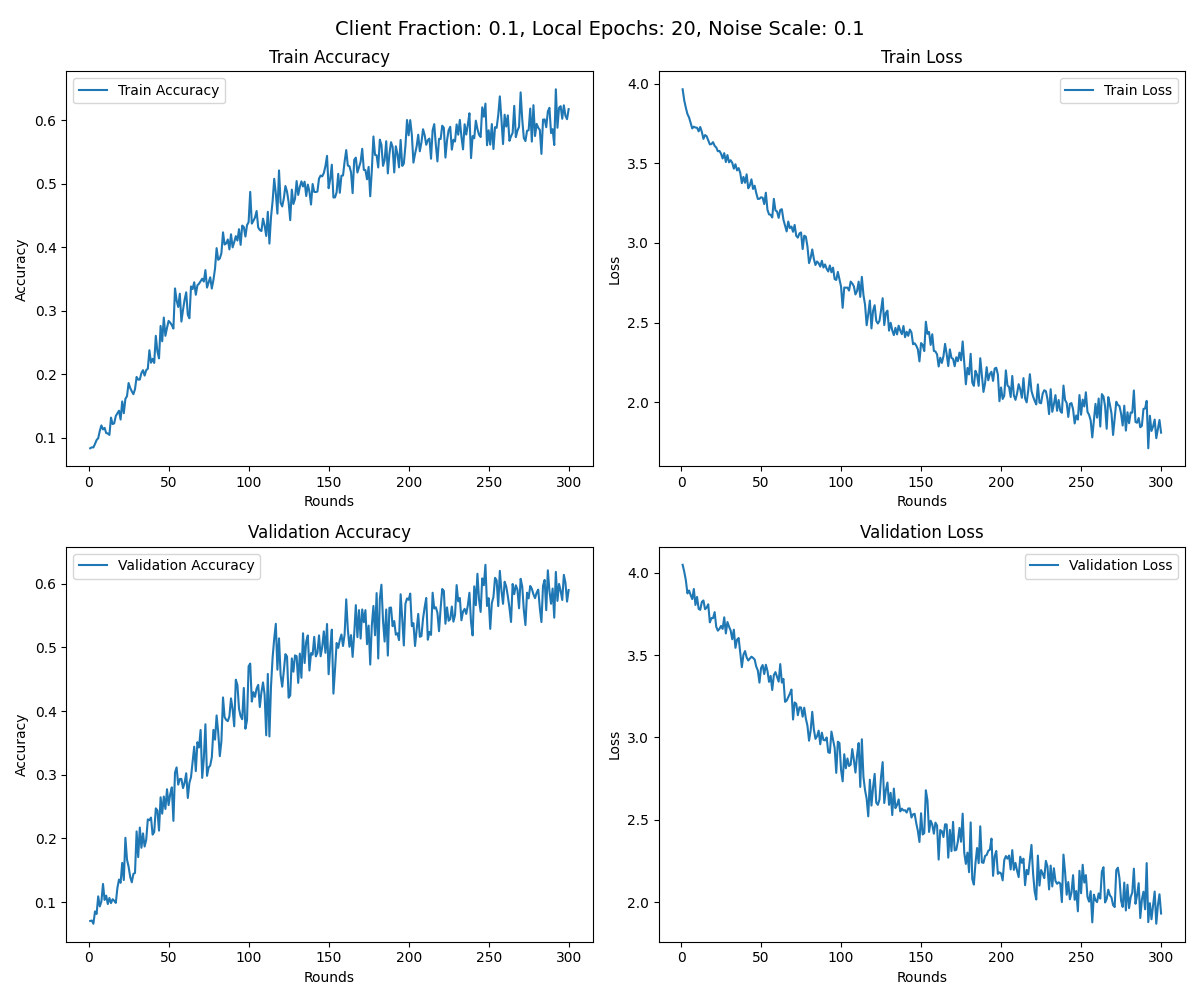 Client Fraction: 0.1, Local Epochs: 20, Noise Scale: 0.1
Train Accuracy
Train Accuracy
Accuracy
0.6
0.5
0.4
0.3
0.2
0.1
0 50 100 150 200 250 300
Rounds
Train Loss
Train Loss
Loss
4.0
3.5
3.0
2.5
2.0
0 50 100 150 200 250 300
Rounds
Validation Accuracy
Validation Accuracy
Accuracy
0.6
0.5
0.4
0.3
0.2
0.1
0 50 100 150 200 250 300
Rounds
Validation Loss
Validation Loss
Loss
4.0
3.5
3.0
2.5
2.0
0 50 100 150 200 250 300
Rounds